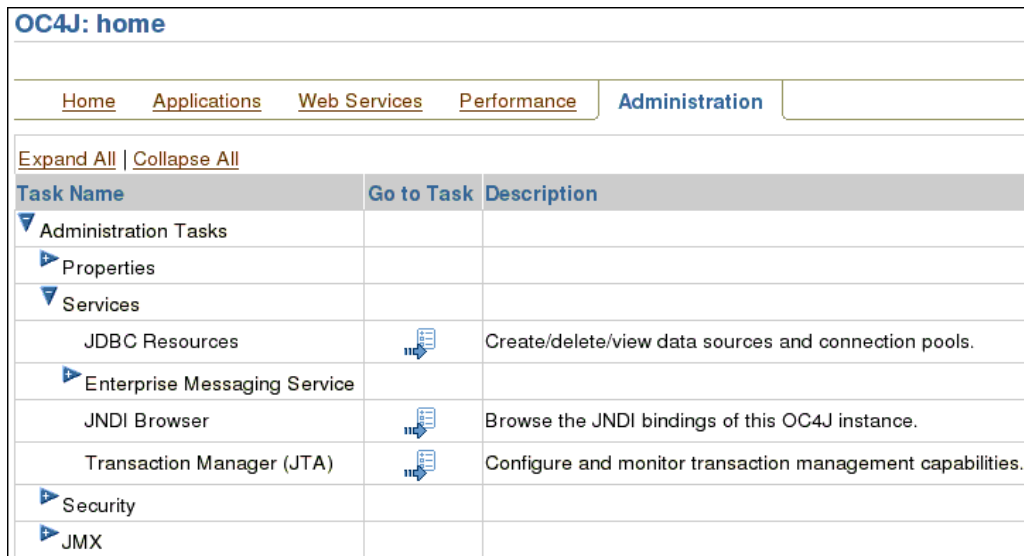 OC4J: home
Home Applications Web Services Performance Administration
Expand All | Collapse All
Task Name Go to Task Description
Administration Tasks
Properties
Services
JDBC Resources Create/delete/view data sources and connection pools.
Enterprise Messaging Service
JNDI Browser Browse the JNDI bindings of this OC4J instance.
Transaction Manager (JTA) Configure and monitor transaction management capabilities.
Security
JMX